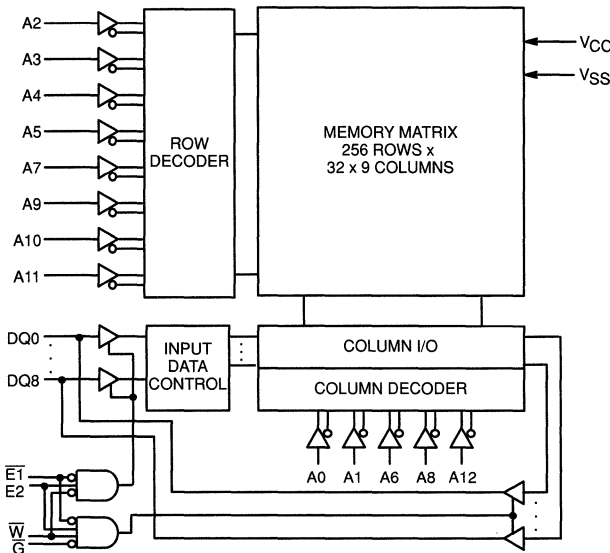 A2
A3
A4
A5
A7
A9
A10
A11
ROW
DECODER
MEMORY MATRIX
256 ROWS x
32 x 9 COLUMNS
VCC
VSS
DQ0
DQ8
INPUT
DATA
CONTROL
COLUMN I/O
COLUMN DECODER
A0 A1 A6 A8 A12
E1
E2
W
G